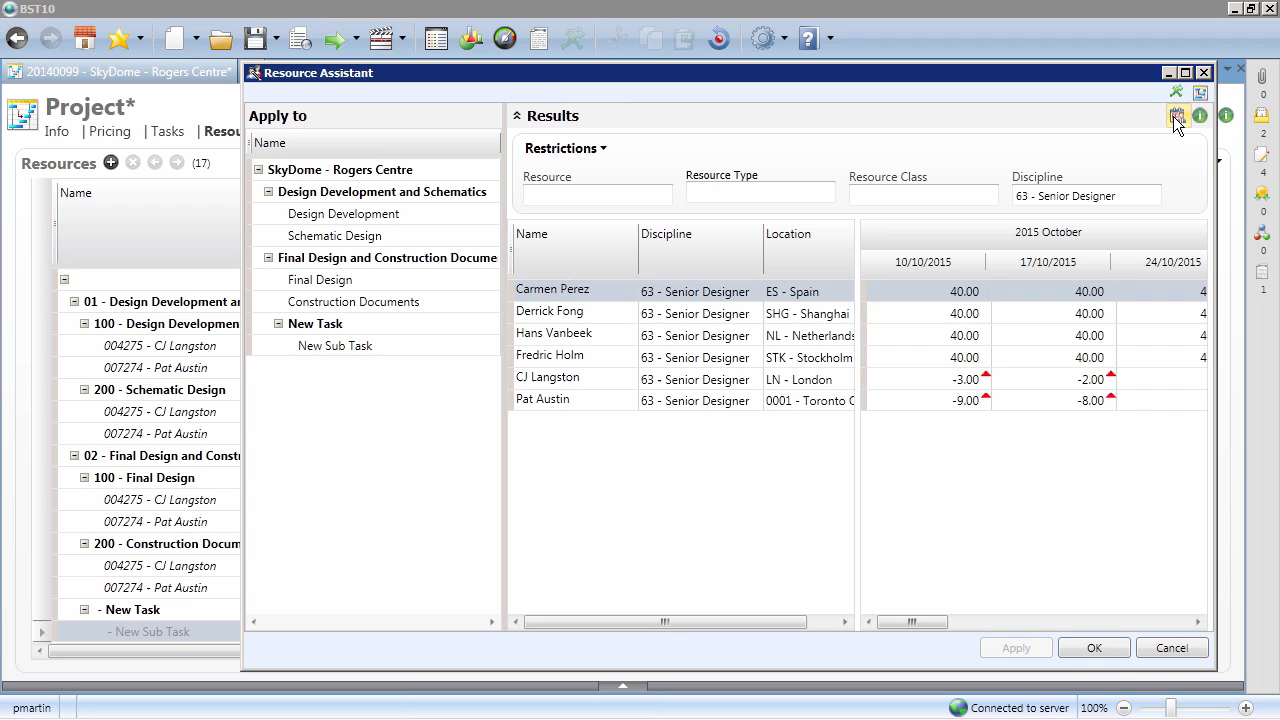 BST10
20140099 - SkyDome - Rogers Centre*
Project*
Info | Pricing | Tasks | Resou
Resources (17)
Name
01 - Design Development a
100 - Design Developmen
004275 - CJ Langston
007274 - Pat Austin
200 - Schematic Design
004275 - CJ Langston
007274 - Pat Austin
02 - Final Design and Const
100 - Final Design
004275 - CJ Langston
007274 - Pat Austin
200 - Construction Docum
004275 - CJ Langston
007274 - Pat Austin
- New Task
- New Sub Task
Resource Assistant
Apply to
Name
SkyDome - Rogers Centre
Design Development and Schematics
Design Development
Schematic Design
Final Design and Construction Docume
Final Design
Construction Documents
New Task
New Sub Task
Results
Restrictions
Resource Resource Type Resource Class Discipline
63 - Senior Designer
Name Discipline Location 2015 October
10/10/2015 17/10/2015 24/10/2015
Carmen Perez 63 - Senior Designer ES - Spain 40.00 40.00 4
Derrick Fong 63 - Senior Designer SHG - Shanghai 40.00 40.00 4
Hans Vanbeek 63 - Senior Designer NL - Netherlands 40.00 40.00 4
Fredric Holm 63 - Senior Designer STK - Stockholm 40.00 40.00 4
CJ Langston 63 - Senior Designer LN - London -3.00 -2.00
Pat Austin 63 - Senior Designer 0001 - Toronto C -9.00 -8.00
Apply OK Cancel
0
2
4
0
0
1
pmartin Connected to server 100%